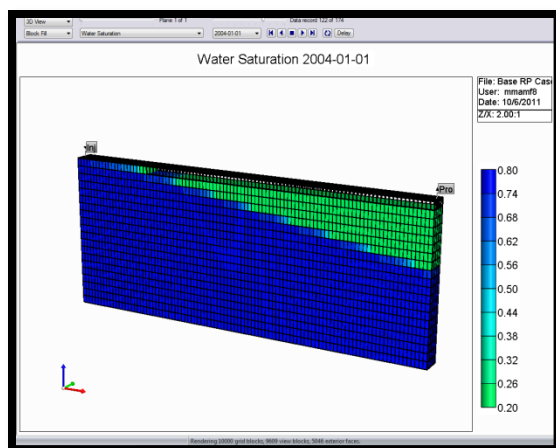 3D View
Plane 1 of 1
Data record: 122 of 174
Block Fill
Water Saturation
2004-01-01
Delay
Water Saturation 2004-01-01
File: Base RP Cas
User: mmamf8
Date: 10/6/2011
Z/X: 2.00:1
Inj
Pro
0.80
0.74
0.68
0.62
0.56
0.50
0.44
0.38
0.32
0.26
0.20
Rendering 10000 grid blocks, 9609 view blocks, 5046 exterior faces.